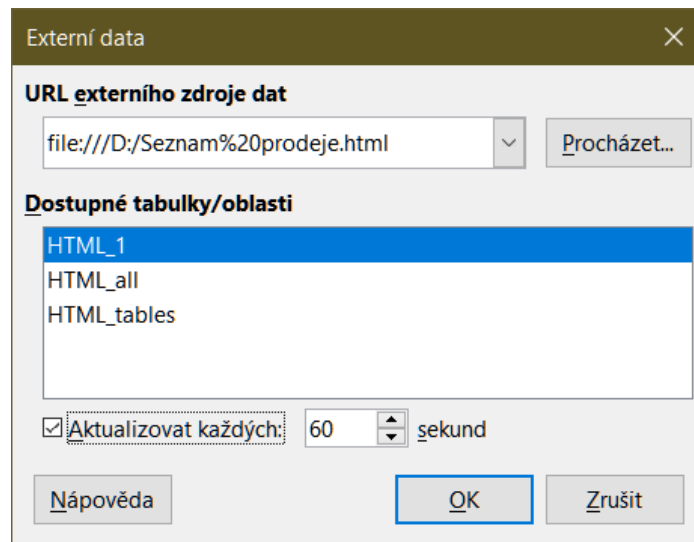 Externí data
URL externího zdroje dat
file:///D:/Seznam%20prodeje.html
Procházet...
Dostupné tabulky/oblasti
HTML_1
HTML_all
HTML_tables
Aktualizovat každých: 60 sekund
Nápověda OK Zrušit